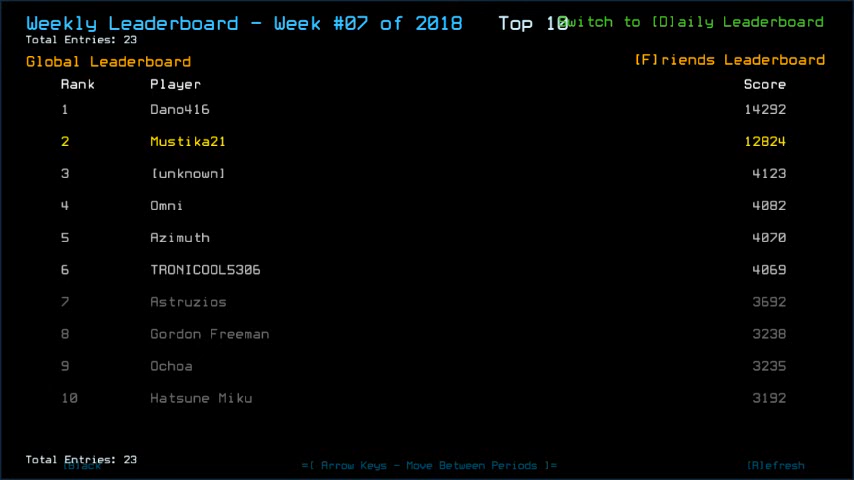 Weekly Leaderboard - Week #07 of 2018 Top 10 Switch to [D]aily Leaderboard
Total Entries: 23
Global Leaderboard [F]riends Leaderboard
Rank Player Score
1 Dano416 14292
2 Mustika21 12824
3 [unknown] 4123
4 Omni 4082
5 Azimuth 4070
6 TRONICOOL5306 4069
7 Astruzios 3692
8 Gordon Freeman 3238
9 Ochoa 3235
10 Hatsune Miku 3192
Total Entries: 23
[B]ack =[ Arrow Keys - Move Between Periods ]= [R]efresh